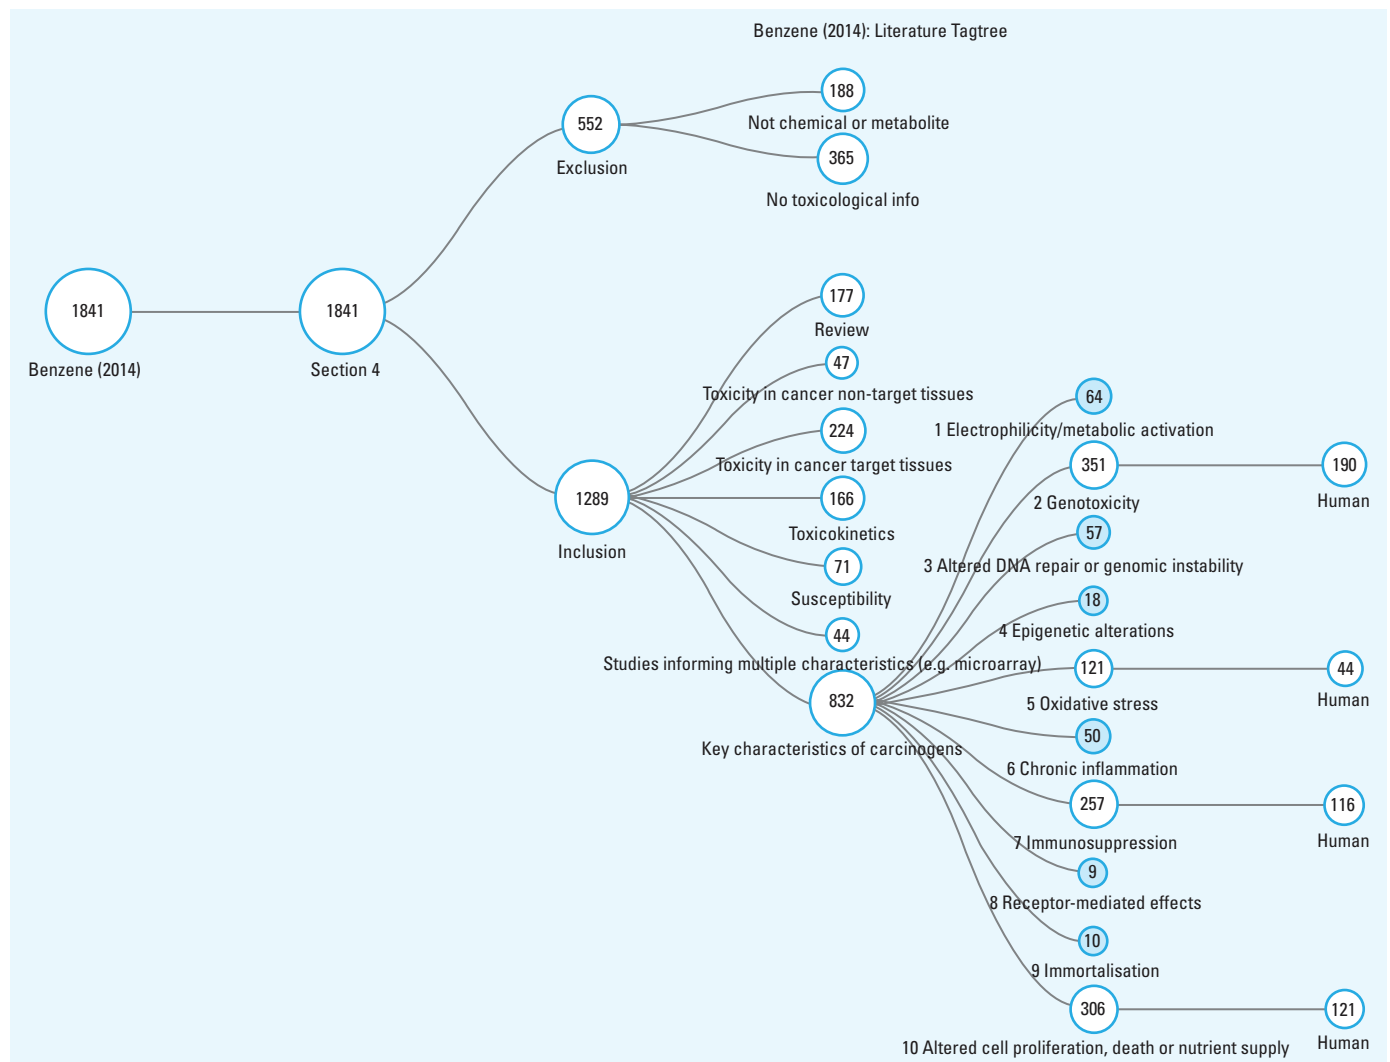 Benzene (2014): Literature Tagtree
188
Not chemical or metabolite
552
Exclusion
365
No toxicological info
1841
Benzene (2014)
1841
Section 4
177
Review
47
Toxicity in cancer non-target tissues
224
Toxicity in cancer target tissues
1289
Inclusion
166
Toxicokinetics
71
Susceptibility
44
Studies informing multiple characteristics (e.g. microarray)
832
Key characteristics of carcinogens
64
1 Electrophilicity/metabolic activation
351
2 Genotoxicity
190
Human
57
3 Altered DNA repair or genomic instability
18
4 Epigenetic alterations
121
5 Oxidative stress
44
Human
50
6 Chronic inflammation
257
7 Immunosuppression
116
Human
9
8 Receptor-mediated effects
10
9 Immortalisation
306
10 Altered cell proliferation, death or nutrient supply
121
Human